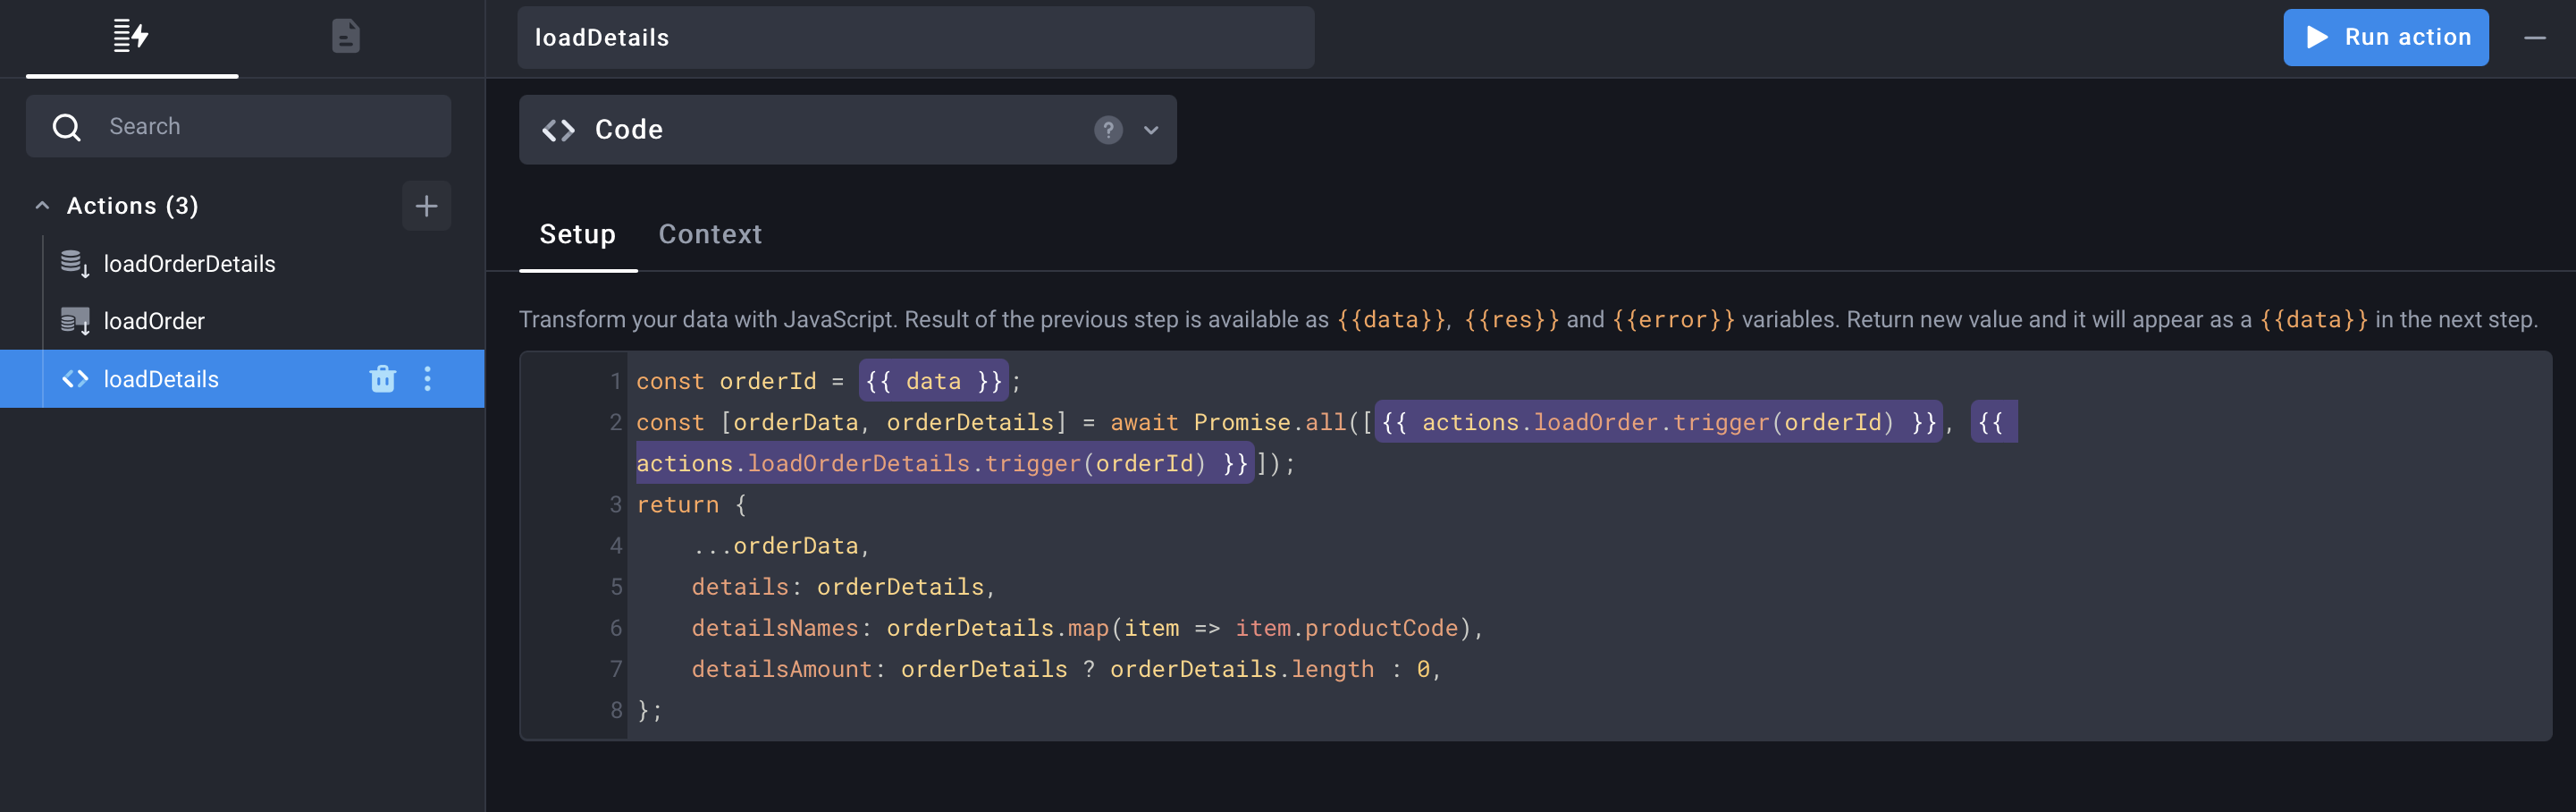 loadDetails
Run action
Search
Code
?
Actions (3)
Setup
Context
loadOrderDetails
loadOrder
loadDetails
Transform your data with JavaScript. Result of the previous step is available as {{data}}, {{res}} and {{error}} variables. Return new value and it will appear as a {{data}} in the next step.
1 const orderId = {{ data }};
2 const [orderData, orderDetails] = await Promise.all([{{ actions.loadOrder.trigger(orderId) }}, {{
actions.loadOrderDetails.trigger(orderId) }}]);
3 return {
4     ...orderData,
5     details: orderDetails,
6     detailsNames: orderDetails.map(item => item.productCode),
7     detailsAmount: orderDetails ? orderDetails.length : 0,
8 };